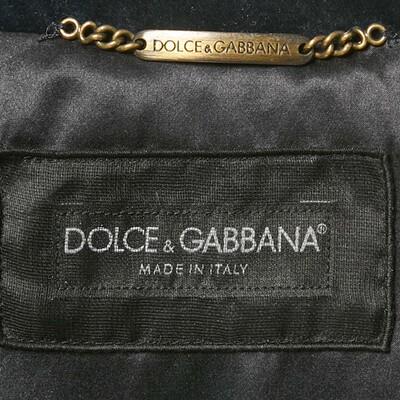 DOLCE & GABBANA
DOLCE & GABBANA®
MADE IN ITALY